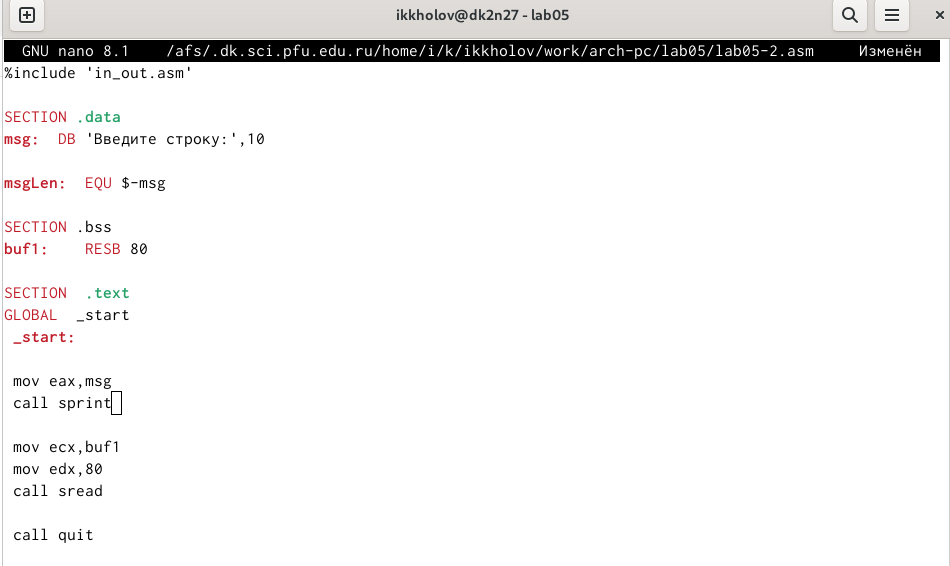 ikkholov@dk2n27 - lab05
GNU nano 8.1    /afs/.dk.sci.pfu.edu.ru/home/i/k/ikkholov/work/arch-pc/lab05/lab05-2.asm     Изменён
%include 'in_out.asm'
SECTION .data
msg:  DB 'Введите строку:',10
msgLen:  EQU $-msg
SECTION .bss
buf1:    RESB 80
SECTION  .text
GLOBAL  _start
_start:
mov eax,msg
call sprint
mov ecx,buf1
mov edx,80
call sread
call quit